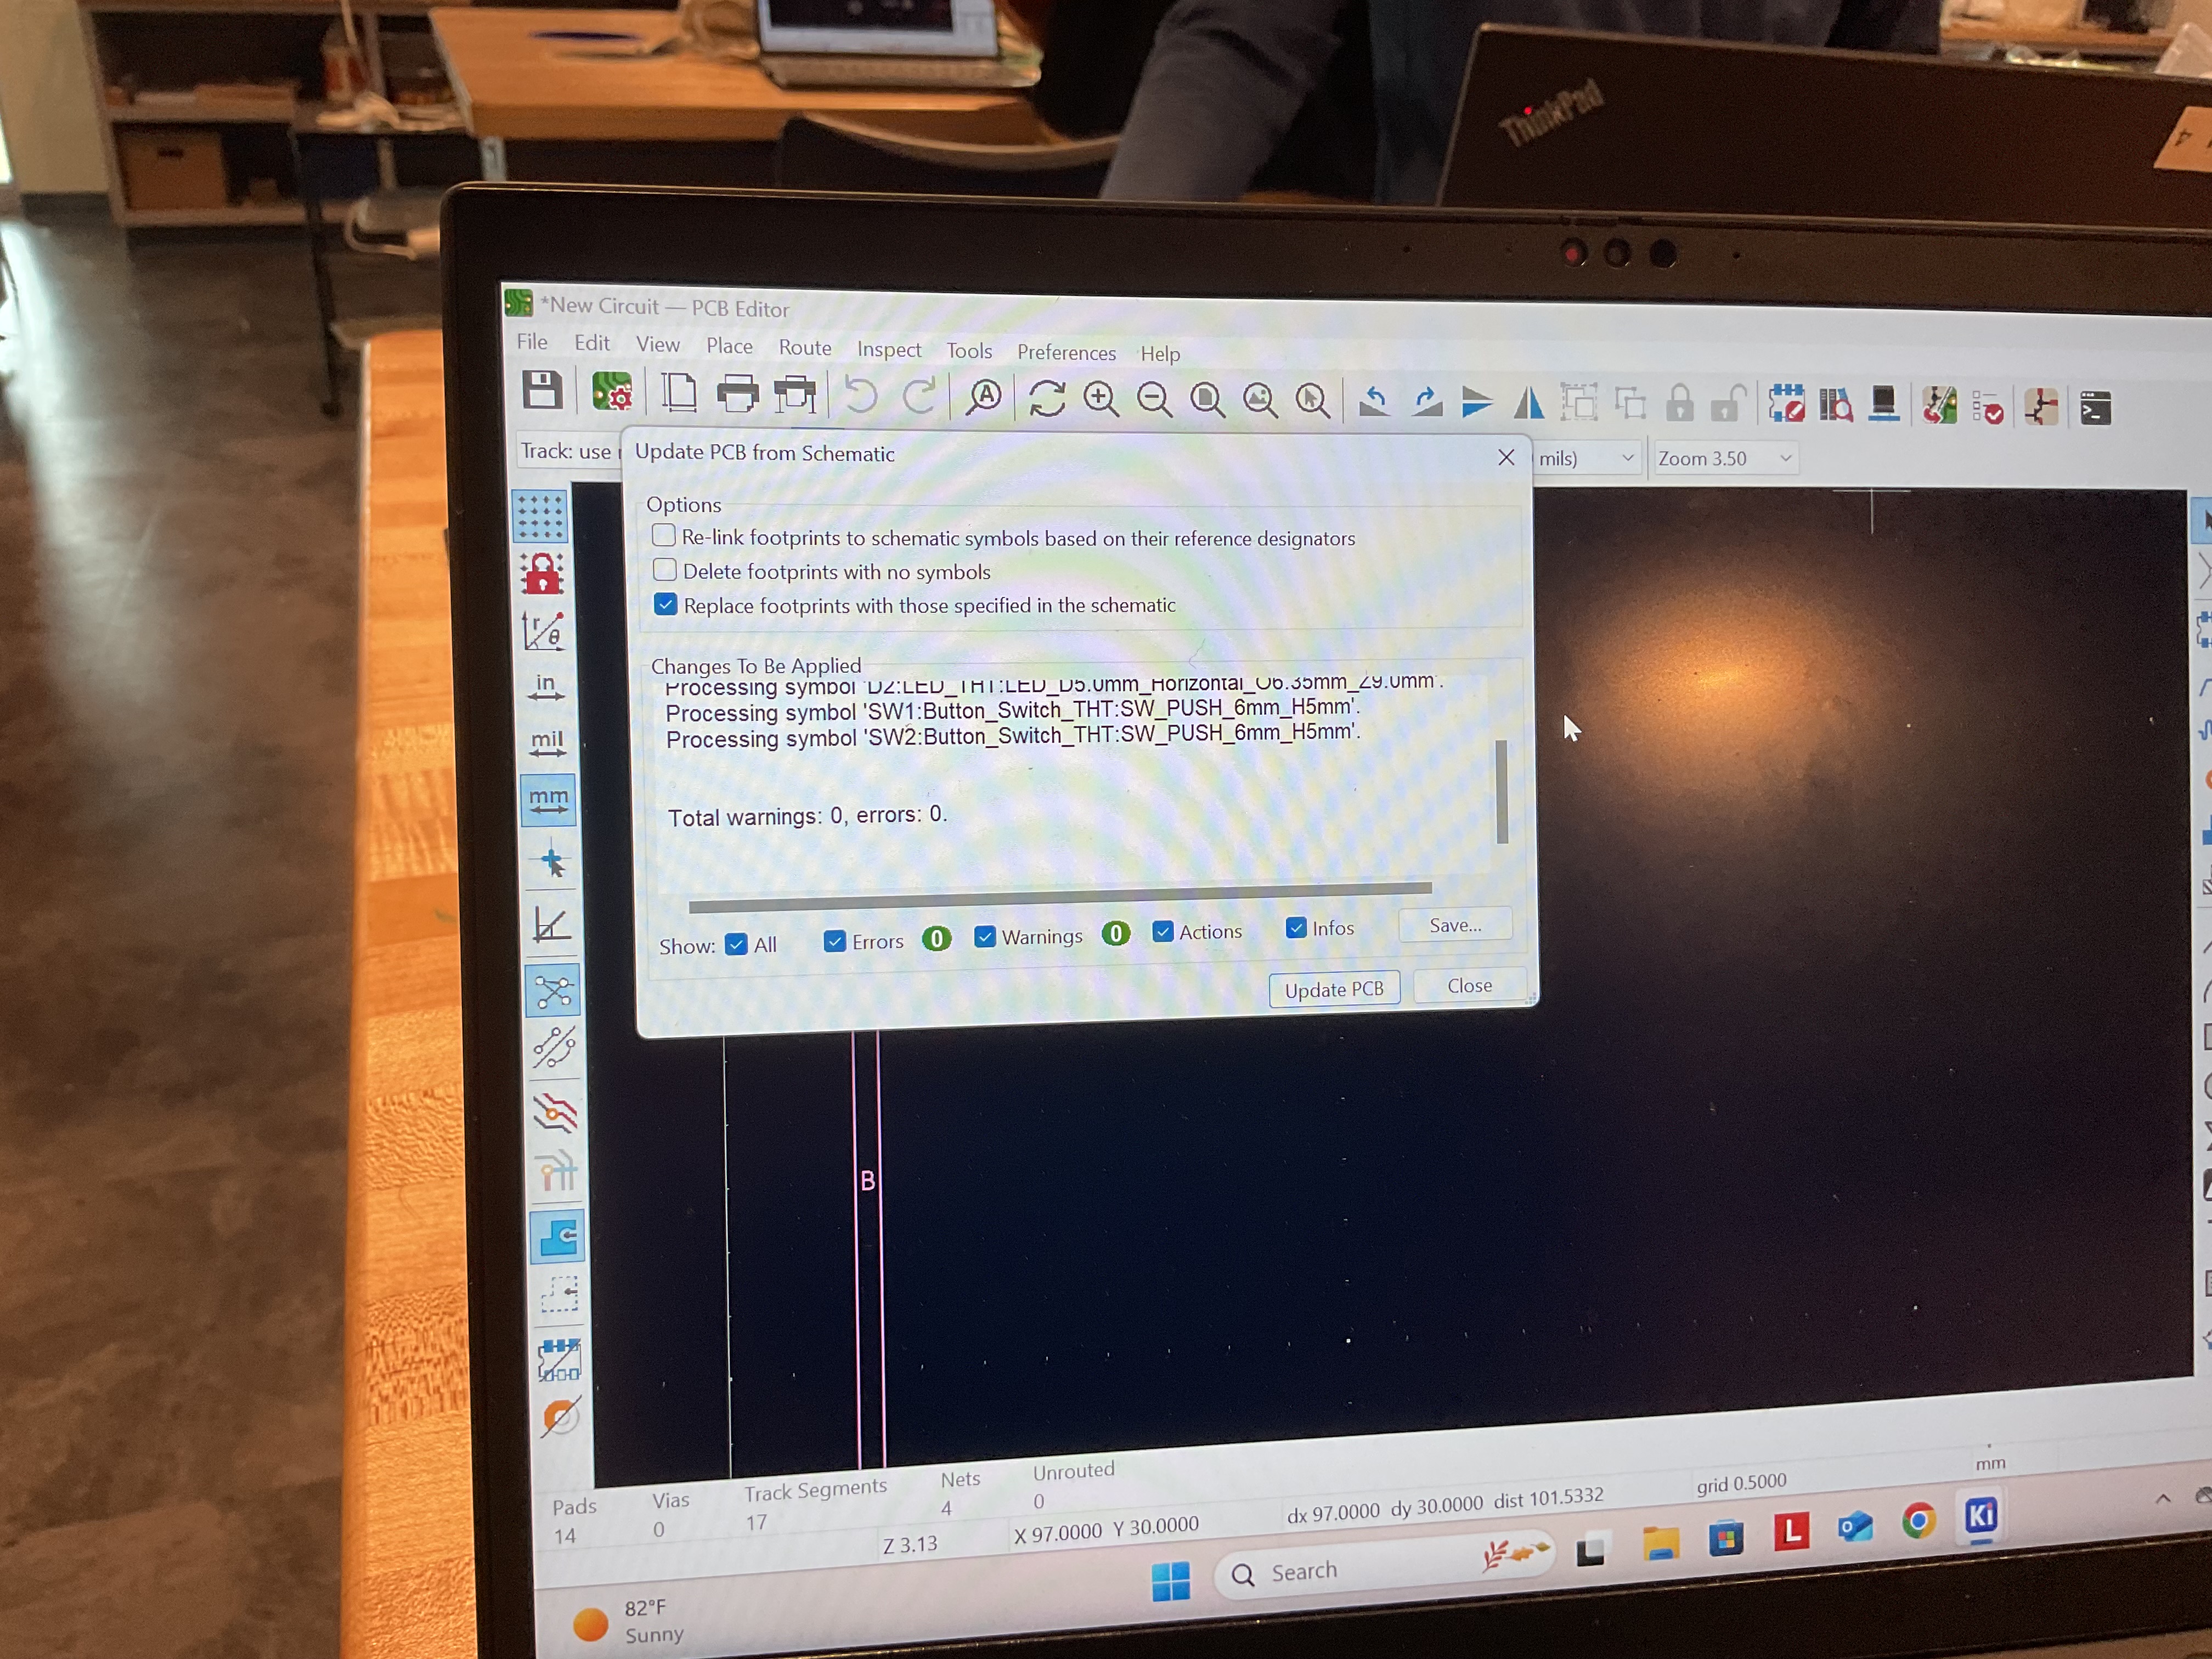 ThinkPad
*New Circuit — PCB Editor
File Edit View Place Route Inspect Tools Preferences Help
Track: use
mils)
Zoom 3.50
Update PCB from Schematic
Options
Re-link footprints to schematic symbols based on their reference designators
Delete footprints with no symbols
Replace footprints with those specified in the schematic
Changes To Be Applied
Processing symbol 'D2:LED_THT:LED_D5.0mm_Horizontal_O6.35mm_Z9.0mm'.
Processing symbol 'SW1:Button_Switch_THT:SW_PUSH_6mm_H5mm'.
Processing symbol 'SW2:Button_Switch_THT:SW_PUSH_6mm_H5mm'.
Total warnings: 0, errors: 0.
Show: All Errors 0 Warnings 0 Actions Infos Save...
Update PCB Close
r/θ
in
mil
mm
B
Pads Vias Track Segments Nets Unrouted
14 0 17 4 0
Z 3.13 X 97.0000 Y 30.0000 dx 97.0000 dy 30.0000 dist 101.5332 grid 0.5000 mm
Search
L
Ki
82°F
Sunny